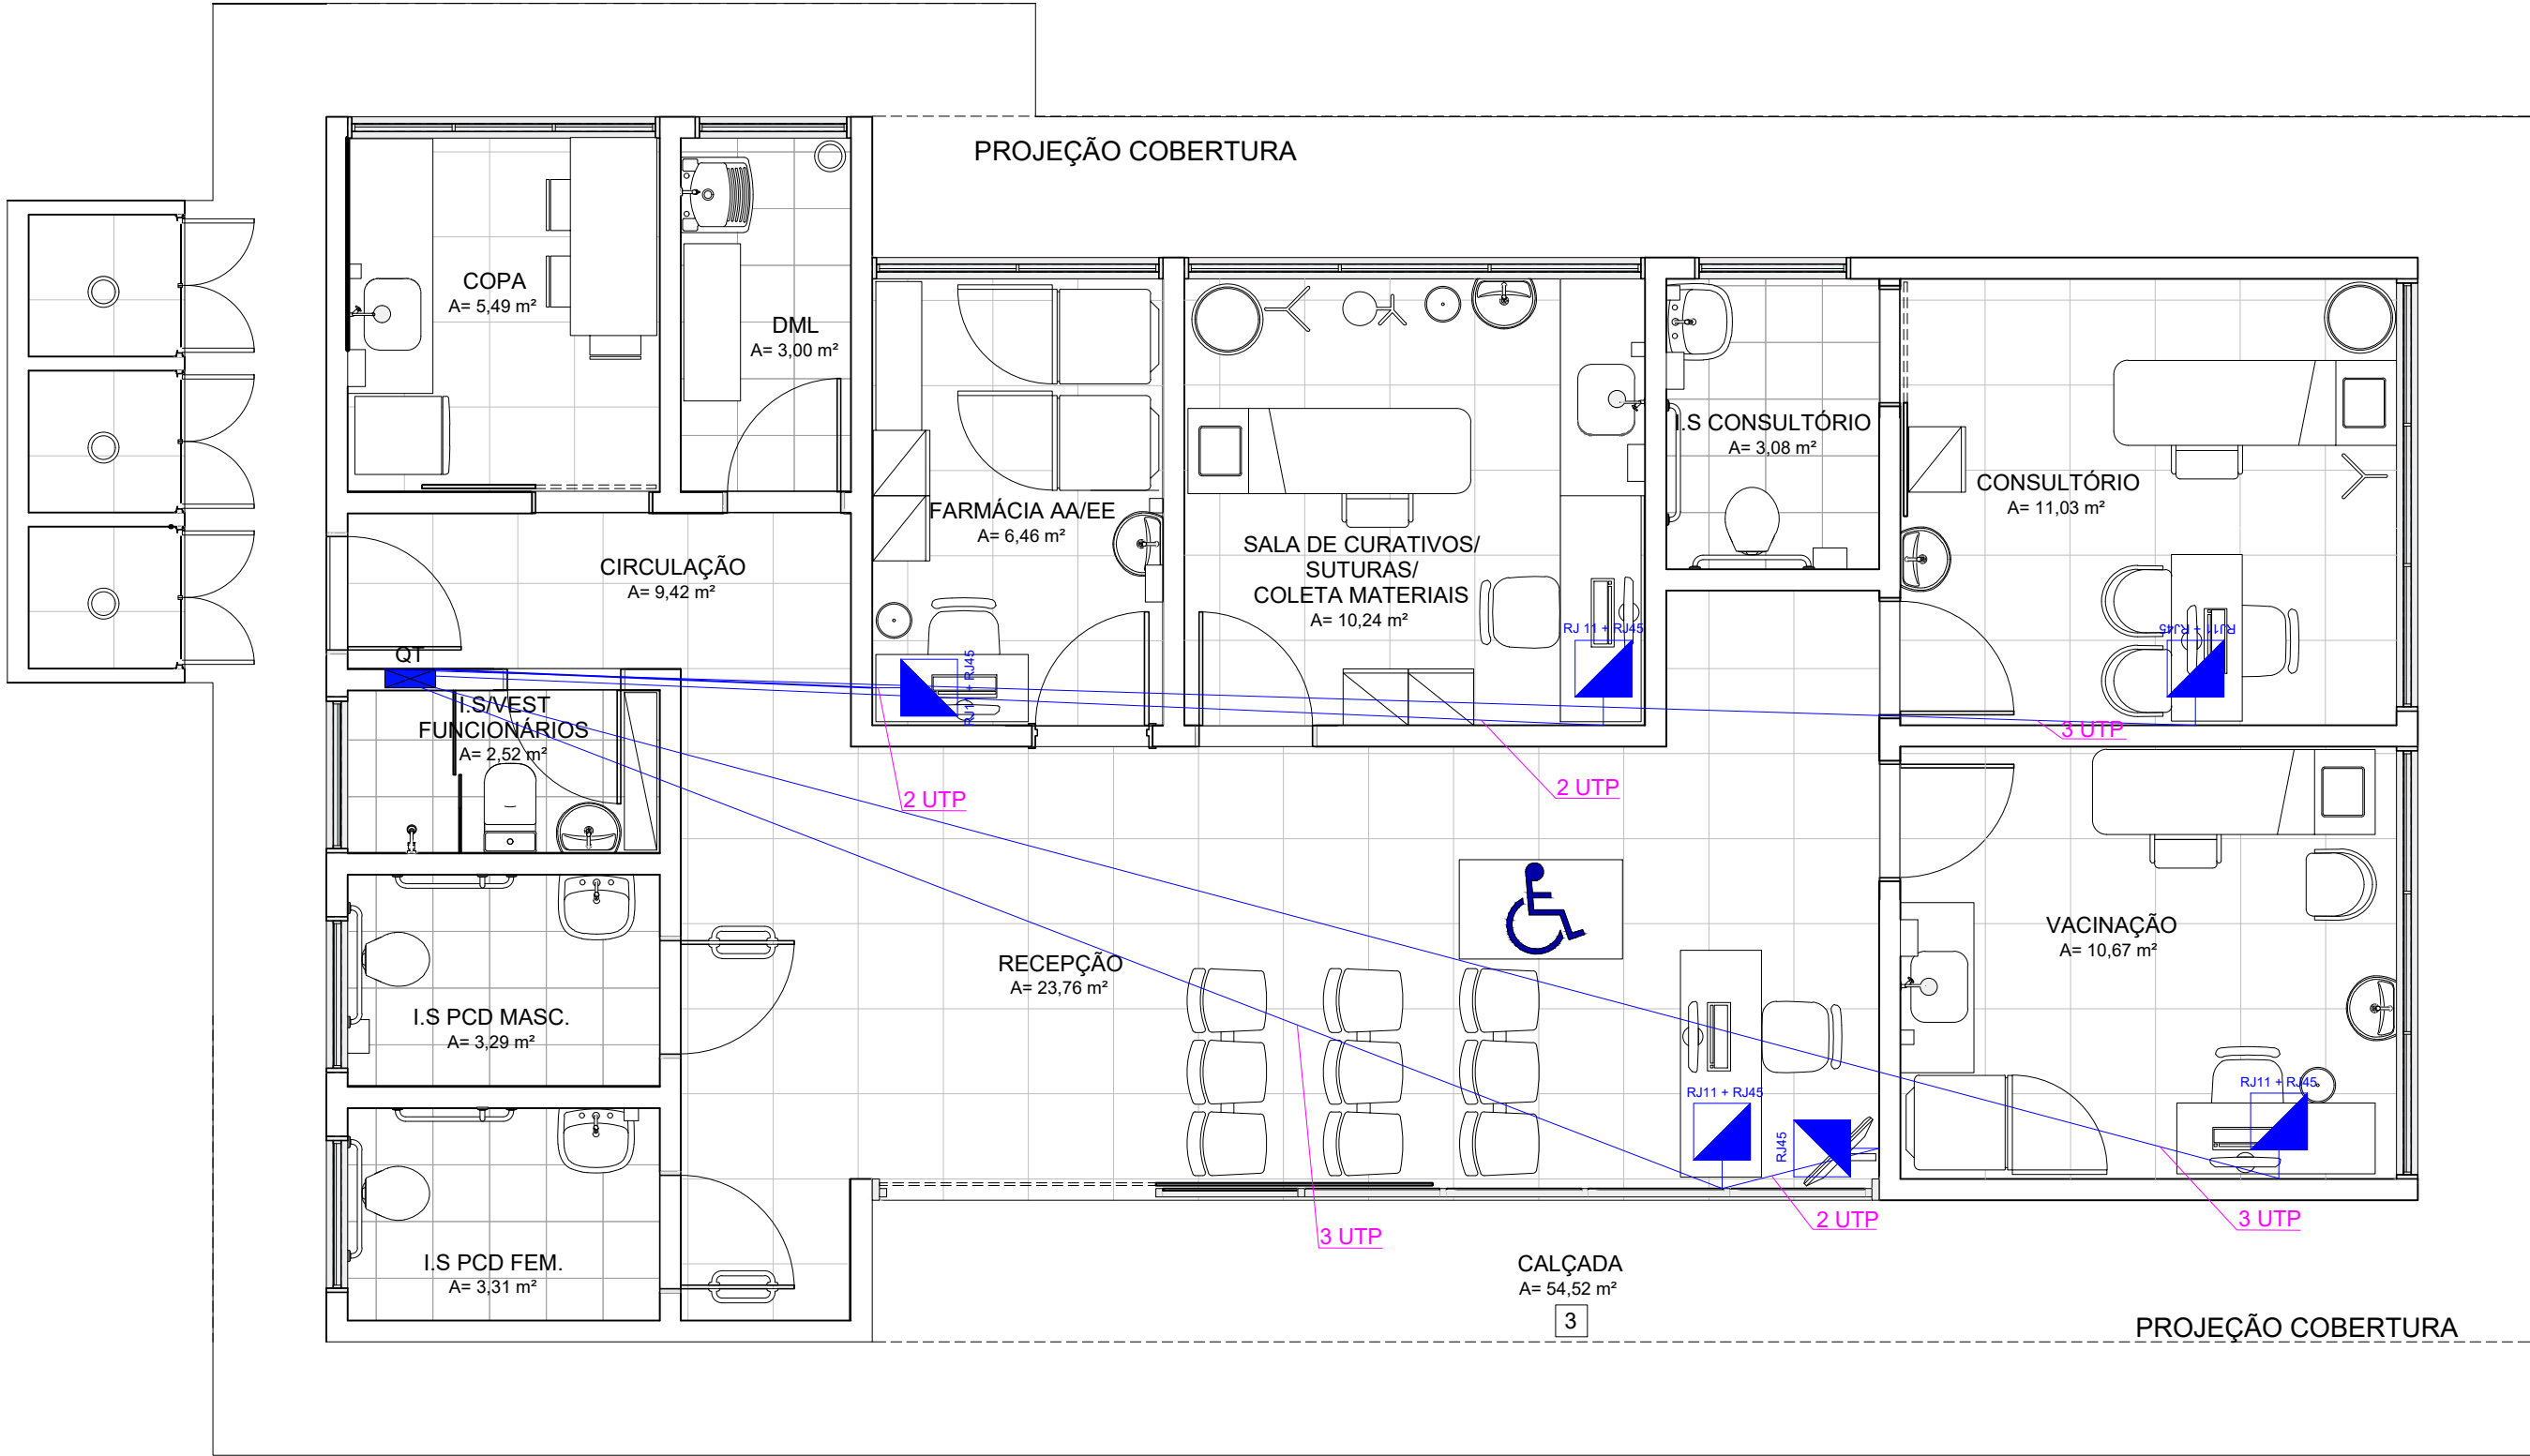 PROJEÇÃO COBERTURA
COPA
A= 5,49 m²
DML
A= 3,00 m²
I.S CONSULTÓRIO
A= 3,08 m²
CONSULTÓRIO
A= 11,03 m²
FARMÁCIA AA/EE
A= 6,46 m²
SALA DE CURATIVOS/
SUTURAS/
COLETA MATERIAIS
A= 10,24 m²
CIRCULAÇÃO
A= 9,42 m²
RJ 11 + RJ45
RJ11 + RJ45
RJ11 + RJ45
QT
I.S/VEST
FUNCIONÁRIOS
A= 2,52 m²
3 UTP
2 UTP
2 UTP
VACINAÇÃO
A= 10,67 m²
RECEPÇÃO
A= 23,76 m²
I.S PCD MASC.
A= 3,29 m²
RJ11 + RJ45
RJ45
RJ11 + RJ45
3 UTP
2 UTP
3 UTP
I.S PCD FEM.
A= 3,31 m²
CALÇADA
A= 54,52 m²
3
PROJEÇÃO COBERTURA